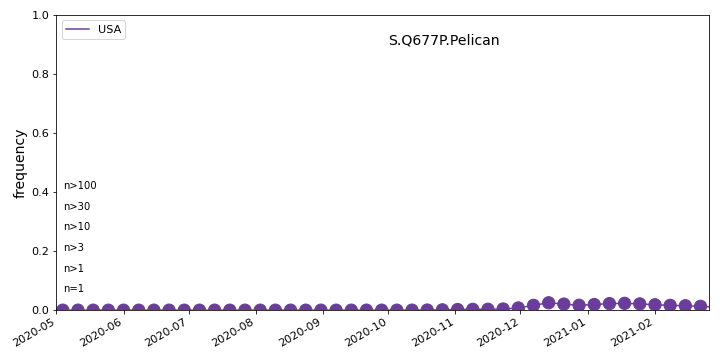 1.0
USA
S.Q677P.Pelican
0.8
0.6
frequency
0.4
n>100
n>30
n>10
0.2
n>3
n>1
n=1
0.0
2020-05
2020-06
2020-07
2020-08
2020-09
2020-10
2020-11
2020-12
2021-01
2021-02